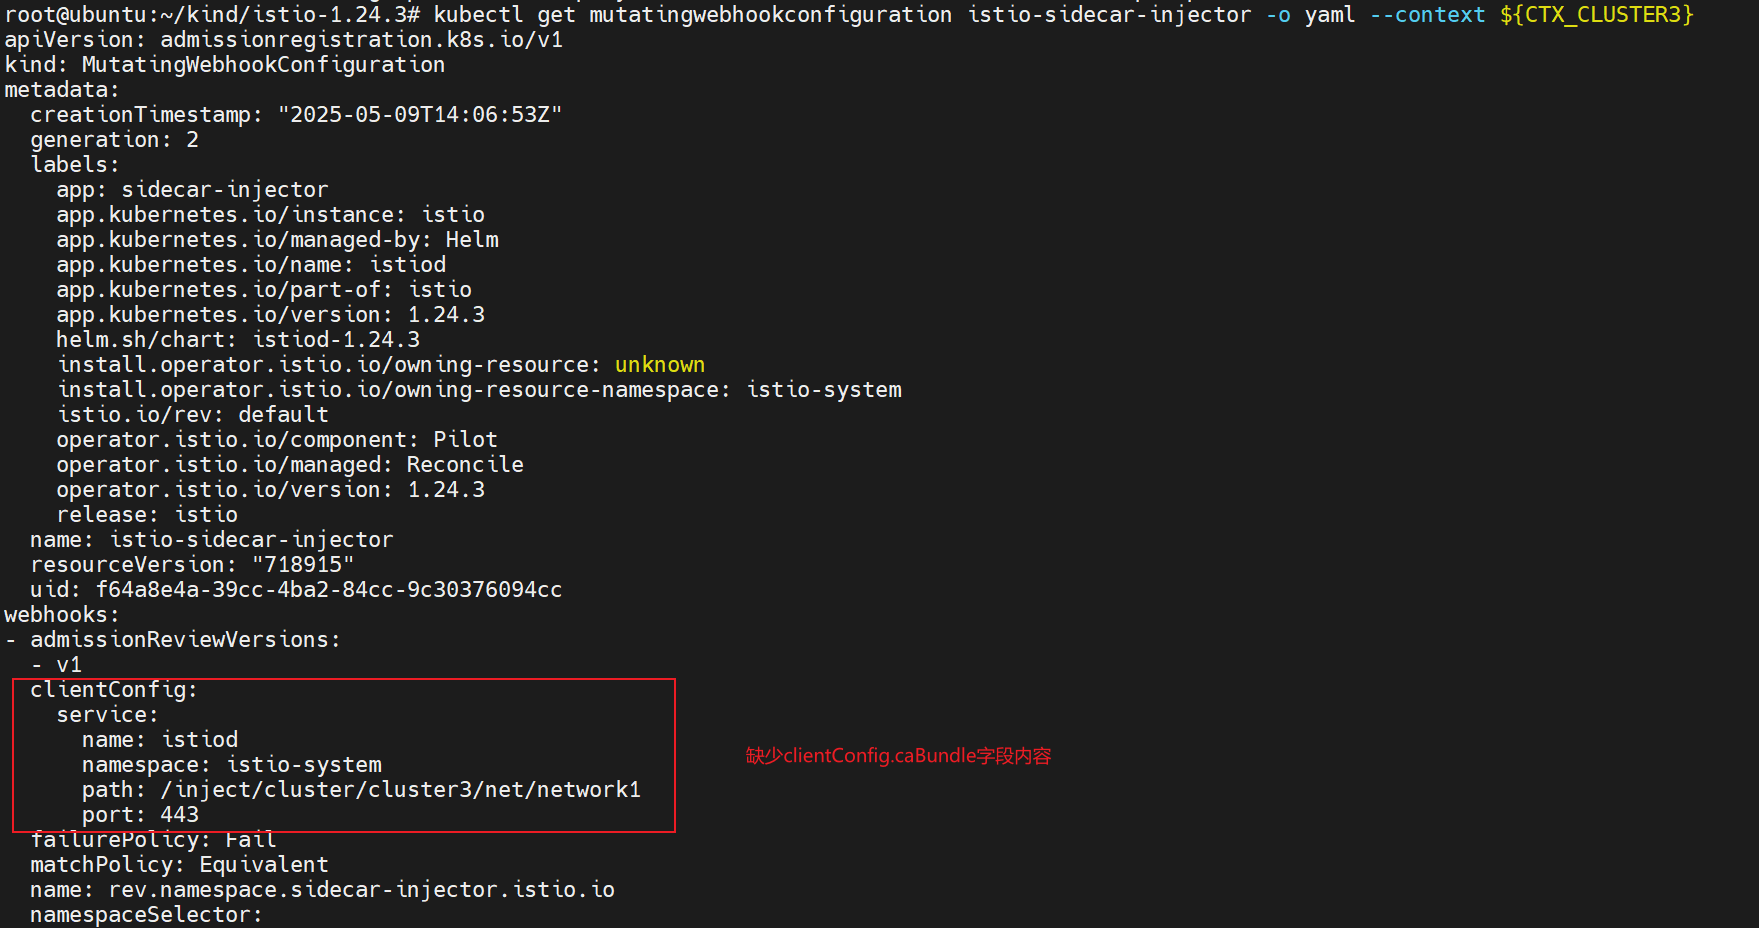 root@ubuntu:~/kind/istio-1.24.3# kubectl get mutatingwebhookconfiguration istio-sidecar-injector -o yaml --context ${CTX_CLUSTER3}
apiVersion: admissionregistration.k8s.io/v1
kind: MutatingWebhookConfiguration
metadata:
  creationTimestamp: "2025-05-09T14:06:53Z"
  generation: 2
  labels:
    app: sidecar-injector
    app.kubernetes.io/instance: istio
    app.kubernetes.io/managed-by: Helm
    app.kubernetes.io/name: istiod
    app.kubernetes.io/part-of: istio
    app.kubernetes.io/version: 1.24.3
    helm.sh/chart: istiod-1.24.3
    install.operator.istio.io/owning-resource: unknown
    install.operator.istio.io/owning-resource-namespace: istio-system
    istio.io/rev: default
    operator.istio.io/component: Pilot
    operator.istio.io/managed: Reconcile
    operator.istio.io/version: 1.24.3
    release: istio
  name: istio-sidecar-injector
  resourceVersion: "718915"
  uid: f64a8e4a-39cc-4ba2-84cc-9c30376094cc
webhooks:
- admissionReviewVersions:
  - v1
  clientConfig:
    service:
      name: istiod
      namespace: istio-system
      path: /inject/cluster/cluster3/net/network1
      port: 443
缺少clientConfig.caBundle字段内容
  failurePolicy: Fail
  matchPolicy: Equivalent
  name: rev.namespace.sidecar-injector.istio.io
  namespaceSelector: